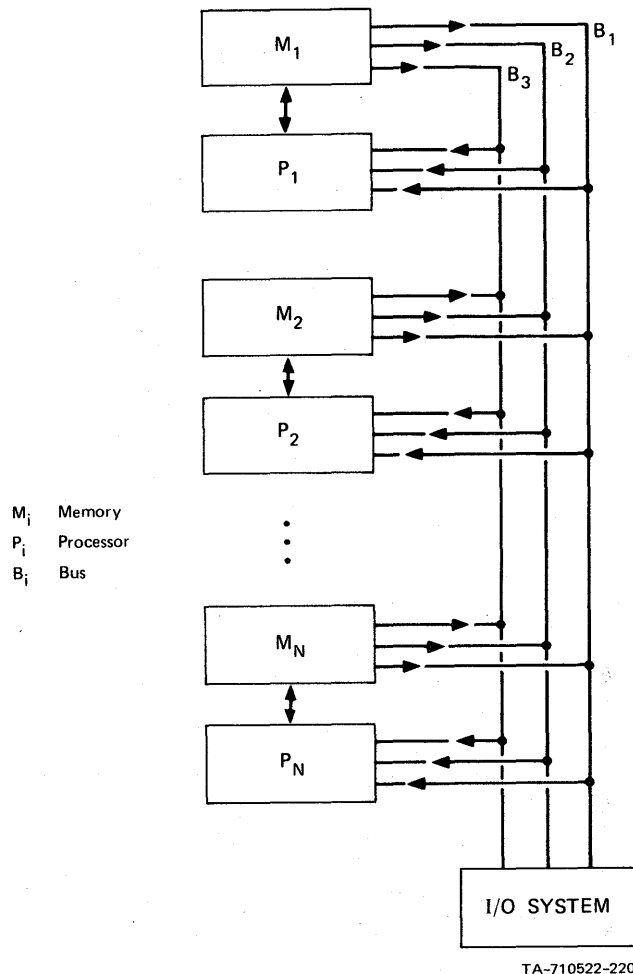 M1
B1
B2
B3
P1
M2
P2
Mi Memory
Pi Processor
Bi Bus
MN
PN
I/O SYSTEM
TA-710522-220